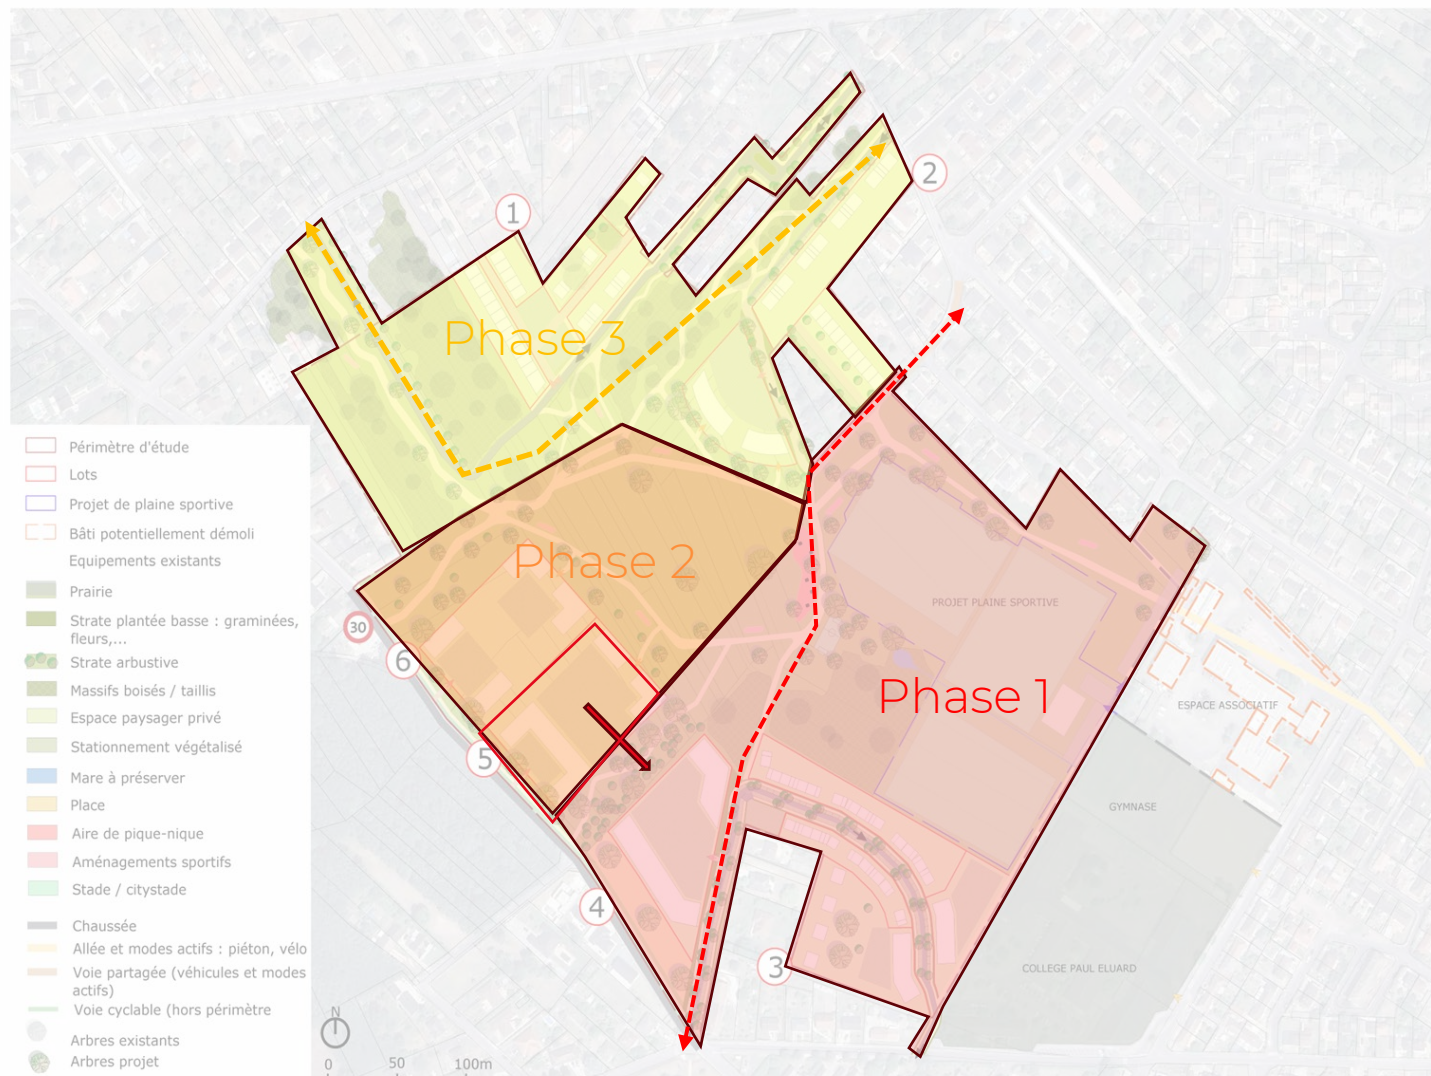 1
2
Phase 3
Phase 2
Phase 1
30
6
5
4
3
PROJET PLAINE SPORTIVE
ESPACE ASSOCIATIF
GYMNASE
COLLEGE PAUL ELUARD
Périmètre d'étude
Lots
Projet de plaine sportive
Bâti potentiellement démoli
Equipements existants
Prairie
Strate plantée basse : graminées,
fleurs,...
Strate arbustive
Massifs boisés / taillis
Espace paysager privé
Stationnement végétalisé
Mare à préserver
Place
Aire de pique-nique
Aménagements sportifs
Stade / citystade
Chaussée
Allée et modes actifs : piéton, vélo
Voie partagée (véhicules et modes
actifs)
Voie cyclable (hors périmètre
Arbres existants
Arbres projet
N
0 50 100m